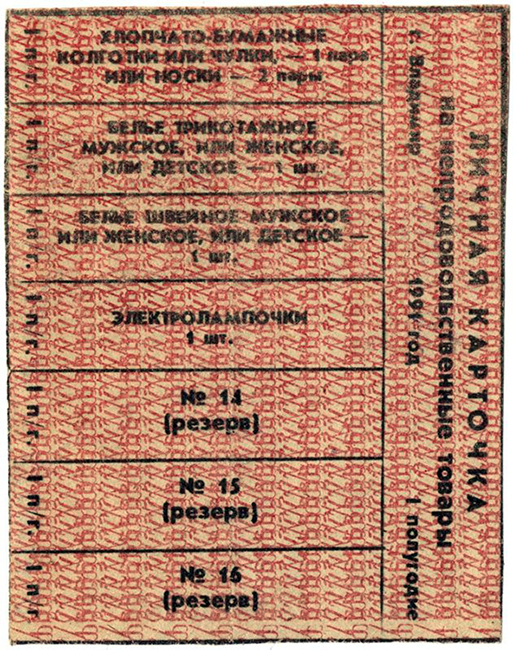 ХЛОПЧАТО-БУМАЖНЫЕ
КОЛГОТКИ ИЛИ ЧУЛКИ, — 1 пара
ИЛИ НОСКИ — 2 пары
I п/г.
БЕЛЬЕ ТРИКОТАЖНОЕ
МУЖСКОЕ, ИЛИ ЖЕНСКОЕ,
ИЛИ ДЕТСКОЕ — 1 шт.
I п/г.
БЕЛЬЕ ШВЕЙНОЕ МУЖСКОЕ
ИЛИ ЖЕНСКОЕ, ИЛИ ДЕТСКОЕ —
1 шт.
I п/г.
ЭЛЕКТРОЛАМПОЧКИ
1 шт.
I п/г.
№ 14
(резерв)
I п/г.
№ 15
(резерв)
I п/г.
№ 16
(резерв)
I п/г.
ЛИЧНАЯ КАРТОЧКА
на непродовольственные товары
г. Владимир
1991 год
I полугодие